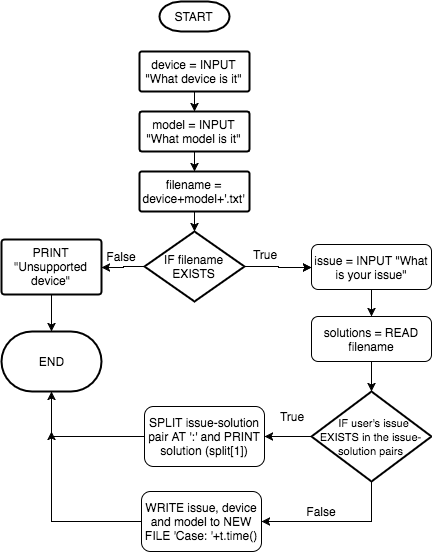 START
device = INPUT
"What device is it"
model = INPUT
"What model is it"
filename =
device+model+'.txt'
IF filename
EXISTS
False
True
PRINT
"Unsupported
device"
issue = INPUT "What
is your issue"
solutions = READ
filename
END
IF user's issue
EXISTS in the issue-
solution pairs
True
SPLIT issue-solution
pair AT ':' and PRINT
solution (split[1])
False
WRITE issue, device
and model to NEW
FILE 'Case: '+t.time()